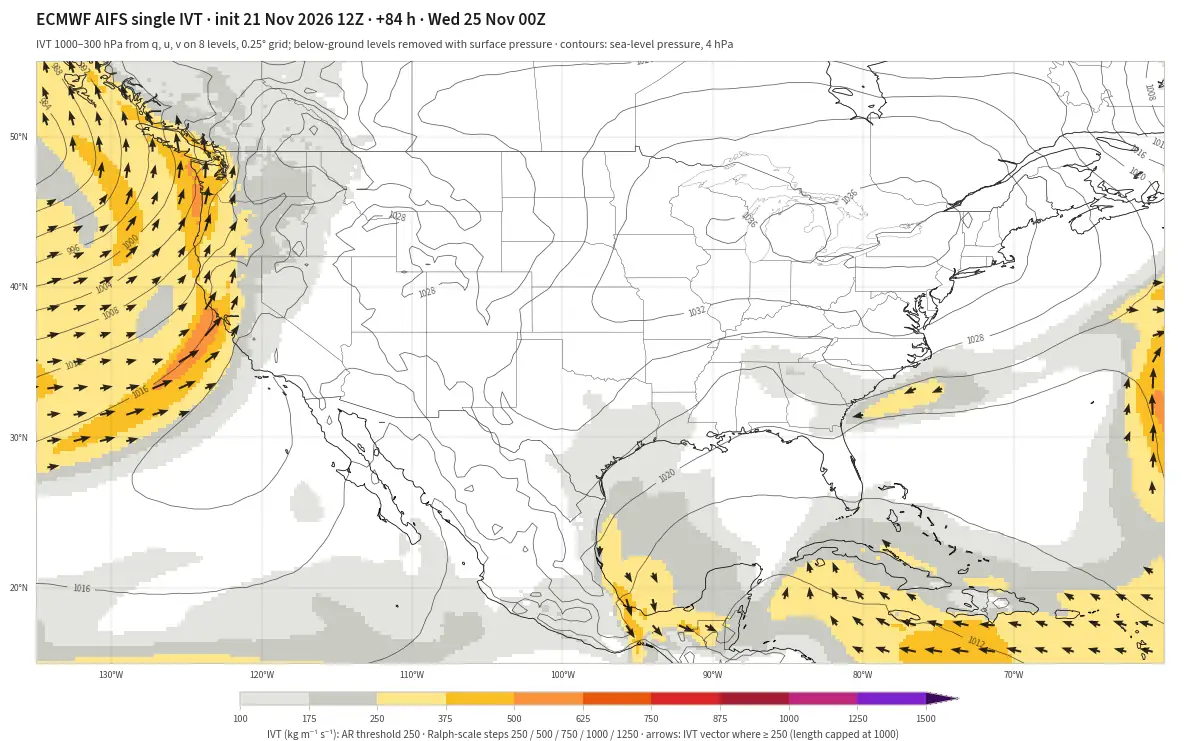 ECMWF AIFS single IVT · init 21 Nov 2026 12Z · +84 h · Wed 25 Nov 00Z
IVT 1000–300 hPa from q, u, v on 8 levels, 0.25° grid; below-ground levels removed with surface pressure · contours: sea-level pressure, 4 hPa
984
1008
50°N
1016
1028
1036
1036
996
1000
40°N
1004
1028
1008
1032
1028
1016
30°N
1020
20°N
1016
1012
130°W 120°W 110°W 100°W 90°W 80°W 70°W
100 175 250 375 500 625 750 875 1000 1250 1500
IVT (kg m⁻¹ s⁻¹): AR threshold 250 · Ralph-scale steps 250 / 500 / 750 / 1000 / 1250 · arrows: IVT vector where ≥ 250 (length capped at 1000)